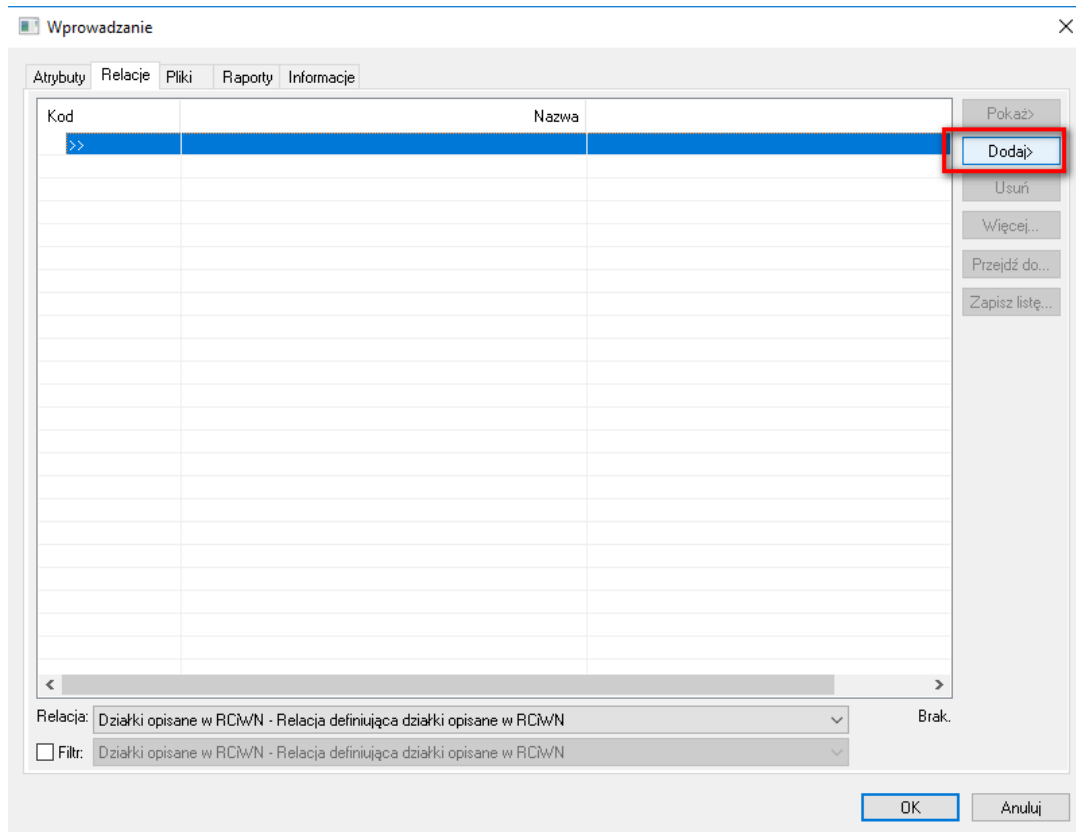 Wprowadzanie
Atrybuty Relacje Pliki Raporty Informacje
Kod Nazwa
>>
Pokaż>
Dodaj>
Usuń
Więcej...
Przejdź do...
Zapisz listę...
Relacja: Działki opisane w RCiWN - Relacja definiująca działki opisane w RCiWN Brak.
Filtr: Działki opisane w RCiWN - Relacja definiująca działki opisane w RCiWN
OK Anuluj